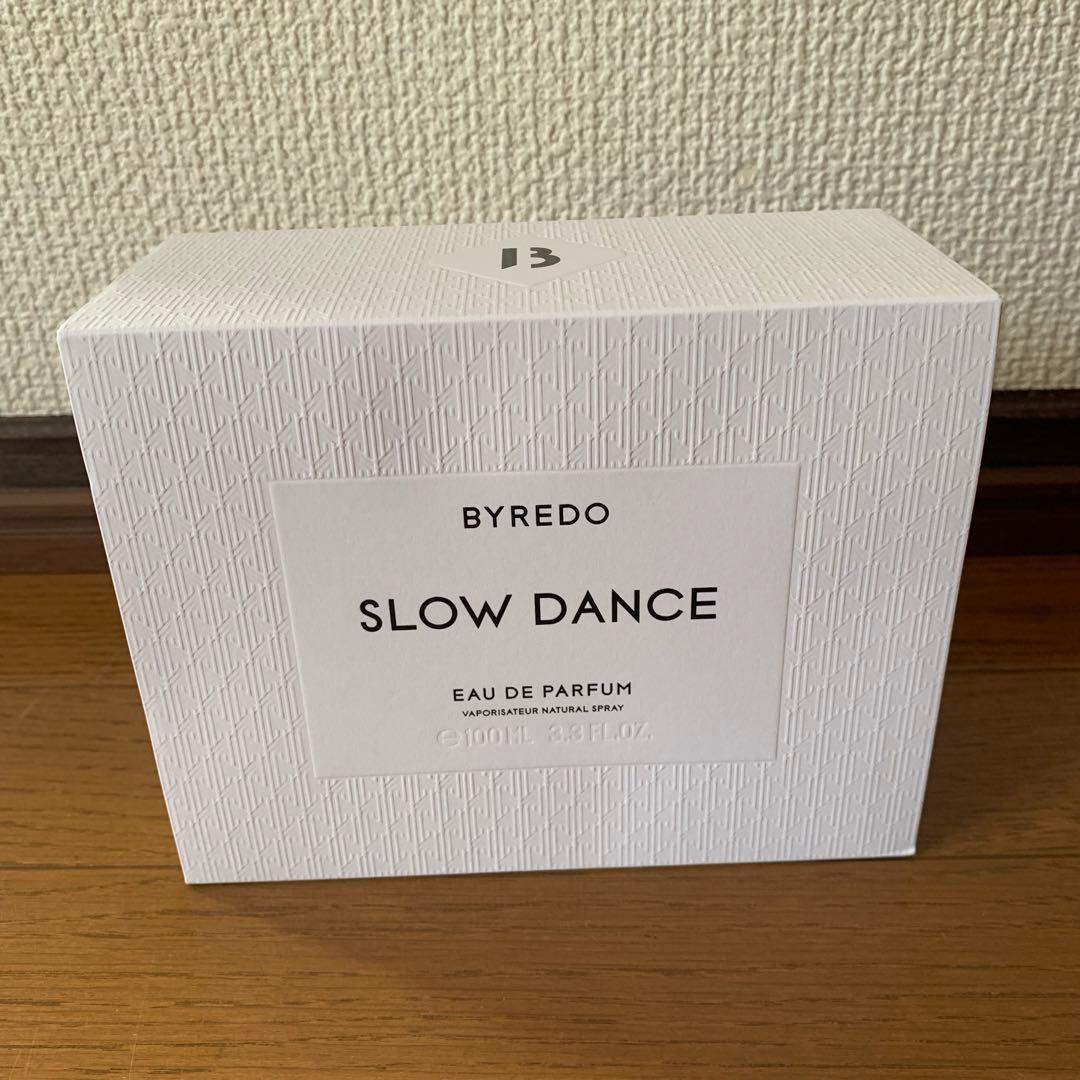 B
BYREDO
SLOW DANCE
EAU DE PARFUM
VAPORISATEUR NATURAL SPRAY
℮100ML 3.3 FL.OZ.